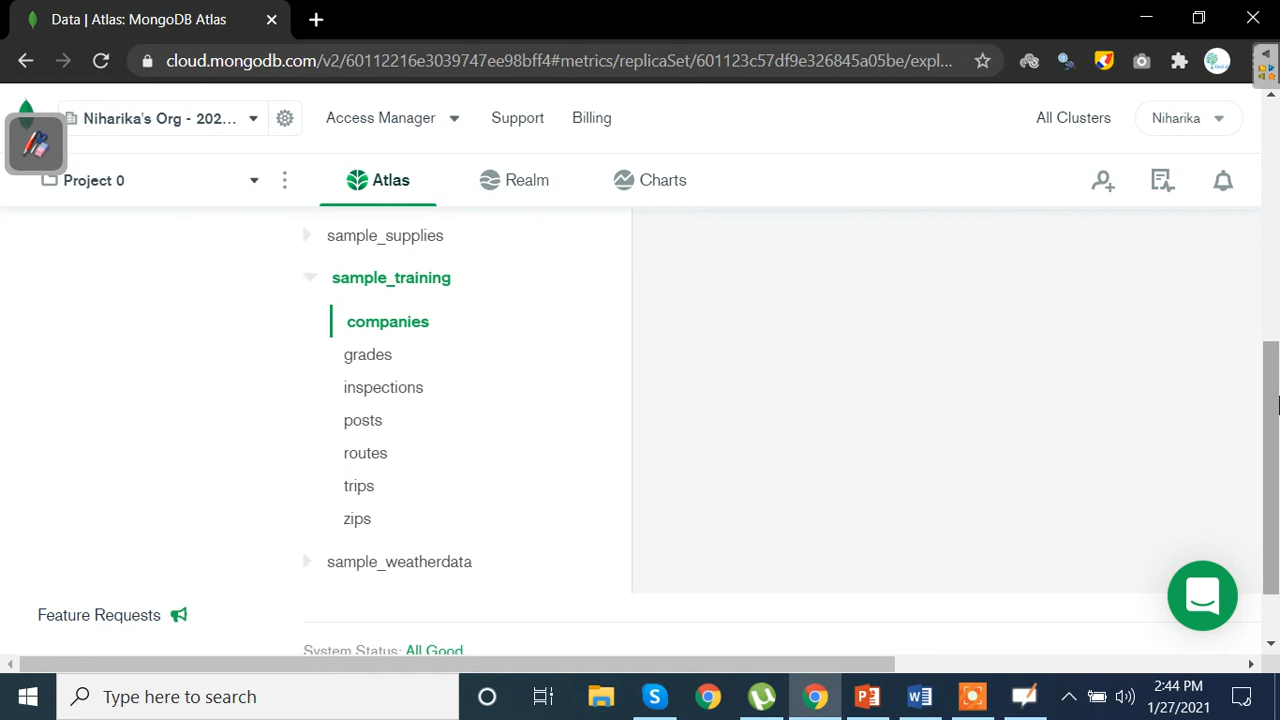 Data | Atlas: MongoDB Atlas
cloud.mongodb.com/v2/60112216e3039747ee98bff4#metrics/replicaSet/601123c57df9e326845a05be/expl...
Niharika's Org - 202...
Access Manager
Support
Billing
All Clusters
Niharika
Project 0
Atlas
Realm
Charts
sample_supplies
sample_training
companies
grades
inspections
posts
routes
trips
zips
sample_weatherdata
Feature Requests
System Status: All Good
Type here to search
2:44 PM
1/27/2021